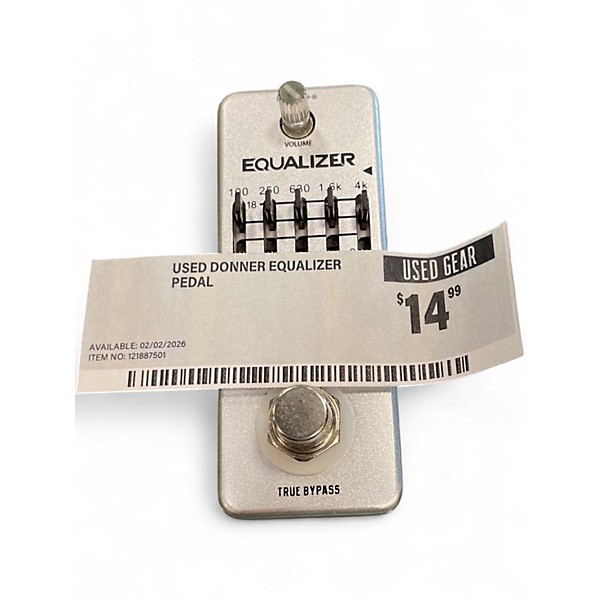 VOLUME
EQUALIZER
100 250 630 1.6k 4k
18
USED DONNER EQUALIZER
PEDAL
USED GEAR
$14.99
AVAILABLE: 02/02/2026
ITEM NO: 121887501
TRUE BYPASS